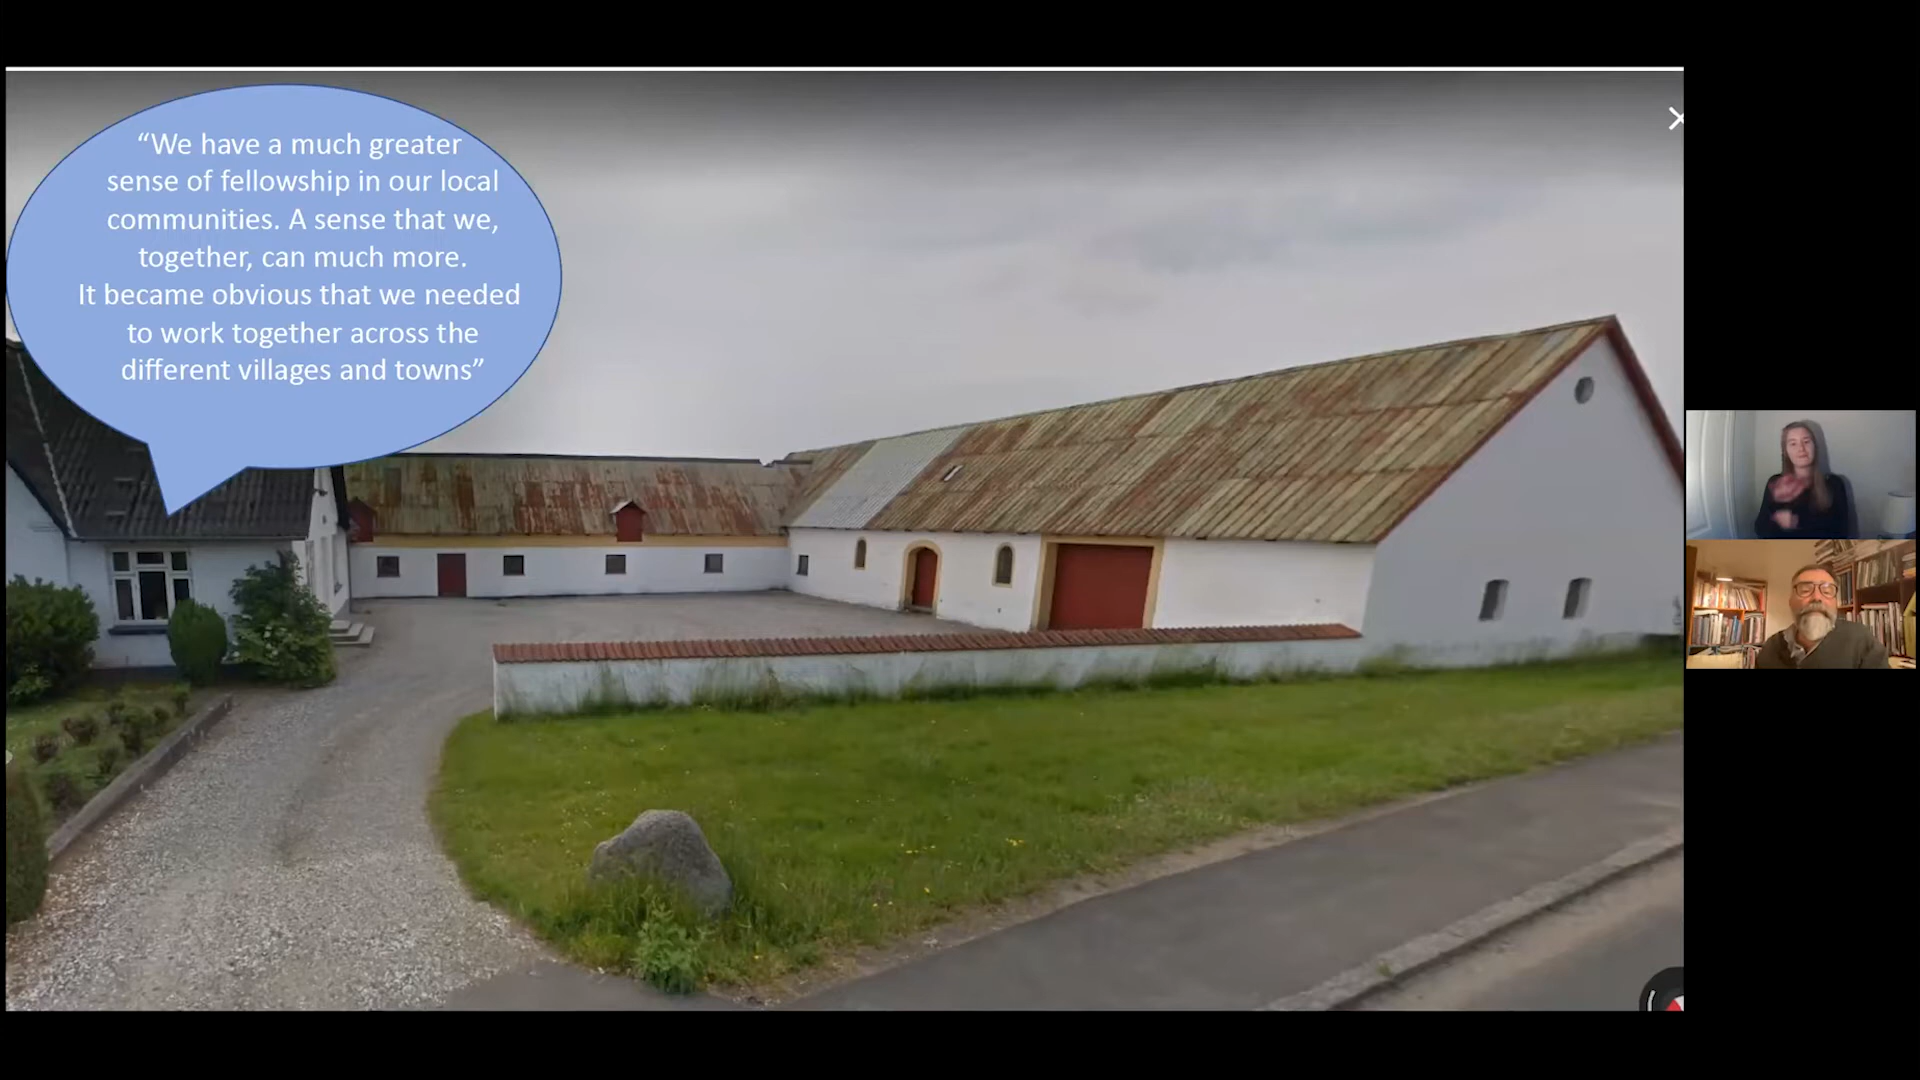 “We have a much greater
sense of fellowship in our local
communities. A sense that we,
together, can much more.
It became obvious that we needed
to work together across the
different villages and towns”